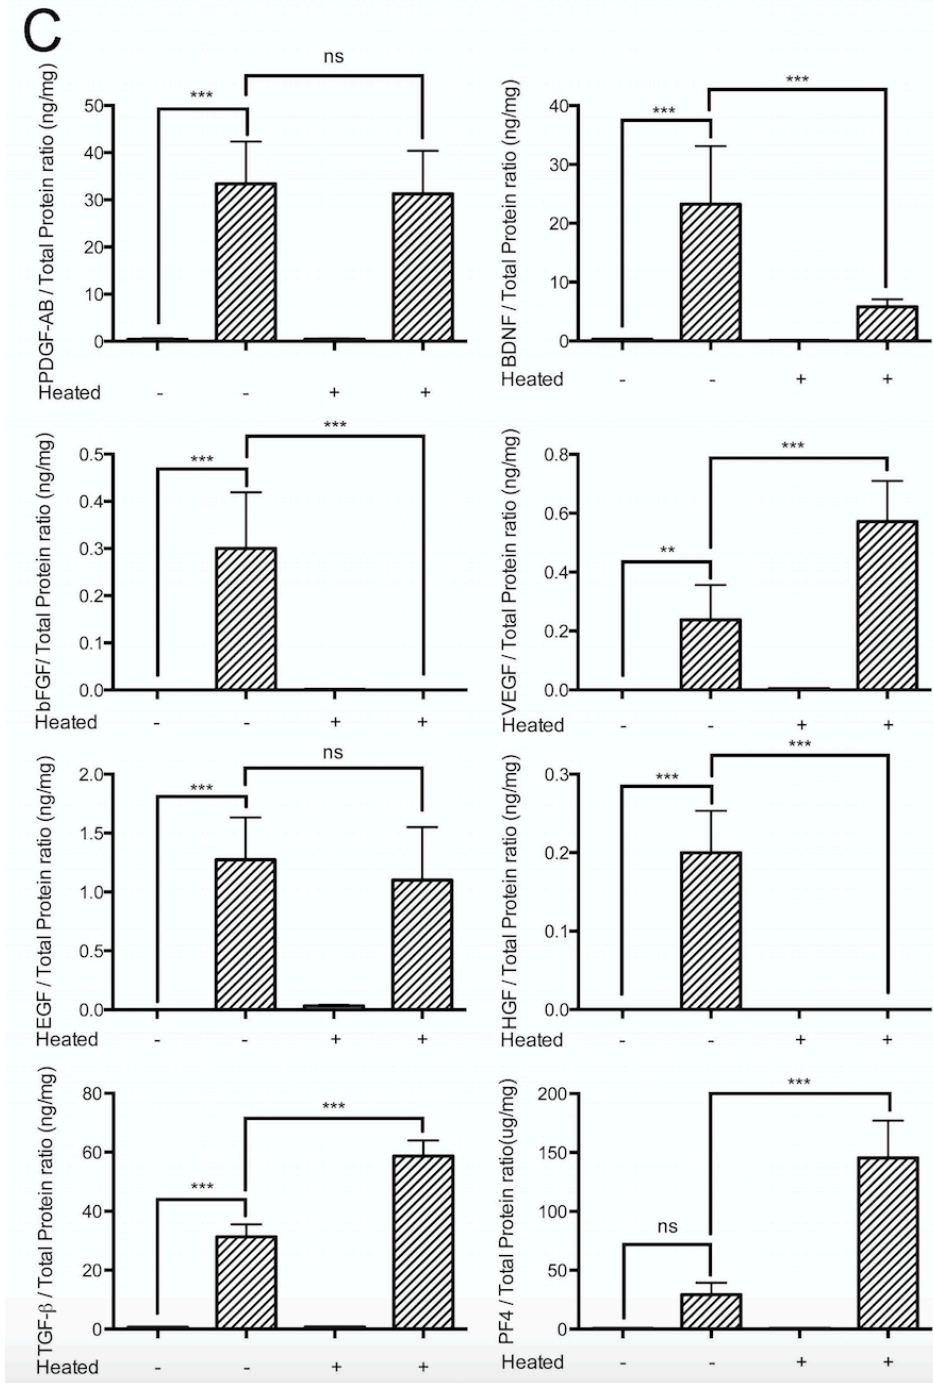 C
PDGF-AB / Total Protein ratio (ng/mg)
50
40
30
20
10
0
***
ns
Heated - - + +
BDNF / Total Protein ratio (ng/mg)
40
30
20
10
0
***
***
Heated - - + +
bFGF/ Total Protein ratio (ng/mg)
0.5
0.4
0.3
0.2
0.1
0.0
***
***
Heated - - + +
VEGF / Total Protein ratio (ng/mg)
0.8
0.6
0.4
0.2
0.0
**
***
Heated - - + +
EGF / Total Protein ratio (ng/mg)
2.0
1.5
1.0
0.5
0.0
***
ns
Heated - - + +
HGF / Total Protein ratio (ng/mg)
0.3
0.2
0.1
0.0
***
***
Heated - - + +
TGF-β / Total Protein ratio (ng/mg)
80
60
40
20
0
***
***
Heated - - + +
PF4 / Total Protein ratio(ug/mg)
200
150
100
50
0
ns
***
Heated - - + +